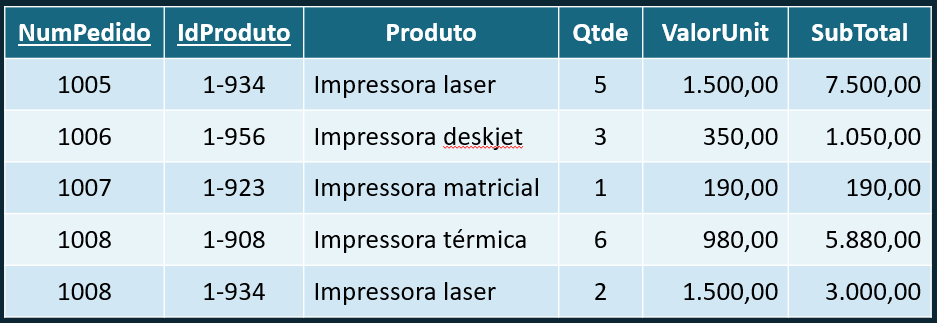 NumPedido IdProduto Produto Qtde ValorUnit SubTotal
1005 1-934 Impressora laser 5 1.500,00 7.500,00
1006 1-956 Impressora deskjet 3 350,00 1.050,00
1007 1-923 Impressora matricial 1 190,00 190,00
1008 1-908 Impressora térmica 6 980,00 5.880,00
1008 1-934 Impressora laser 2 1.500,00 3.000,00